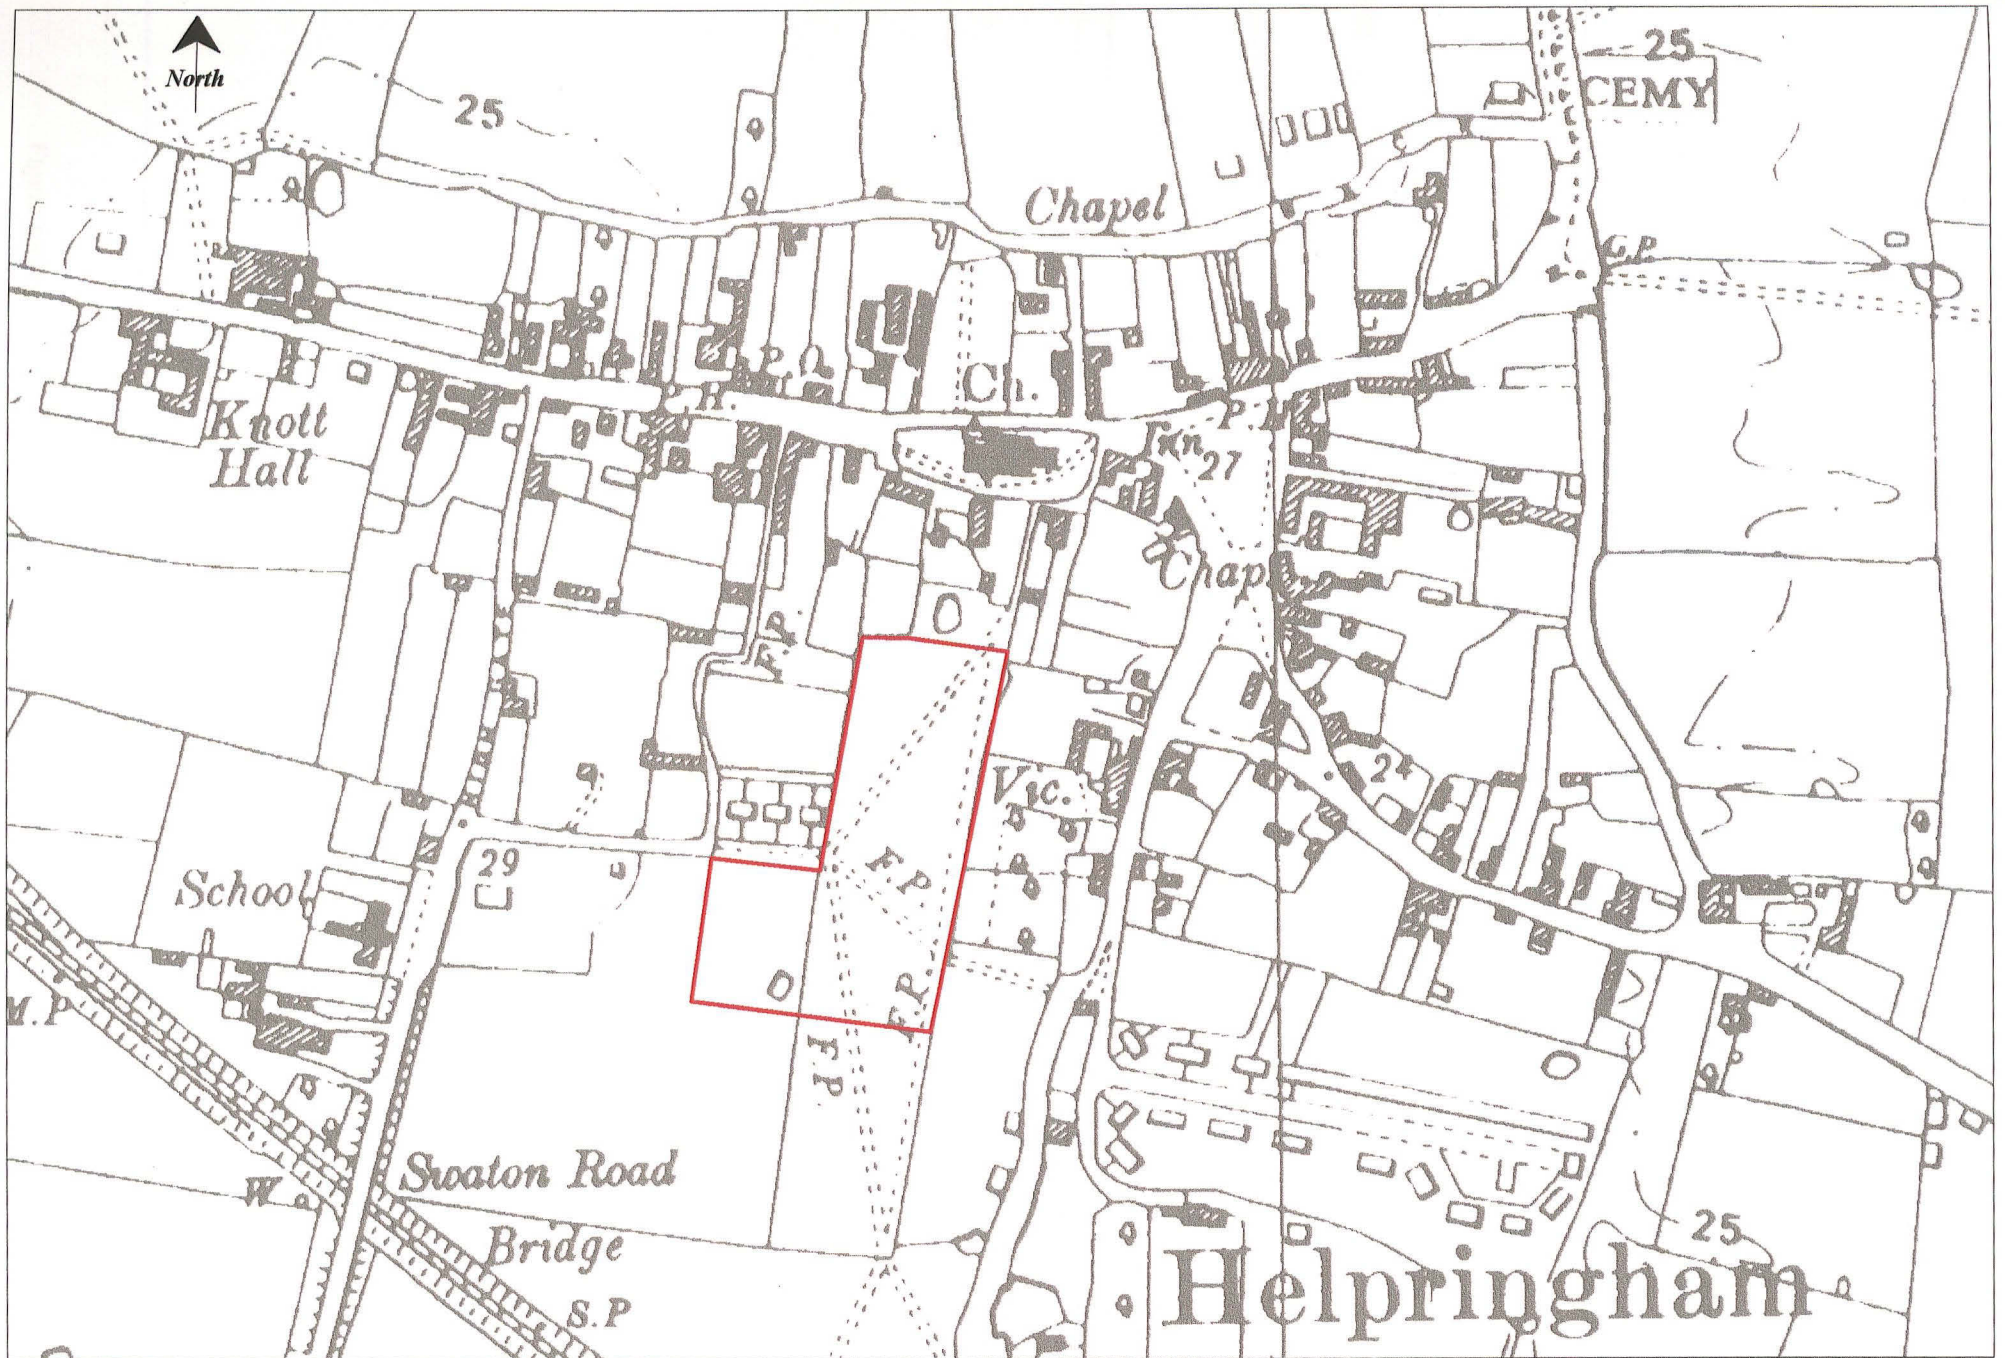 North
25
25
CEMY
Chapel
G.P.
P.O.
Ch.
P.H.
Knott
Hall
Inn
27
Chap.
F.P.
Vic.
24
29
F.P.
School
F.P.
M.P
F.P.
Swaton Road
W
Bridge
25
S.P
Helpringham